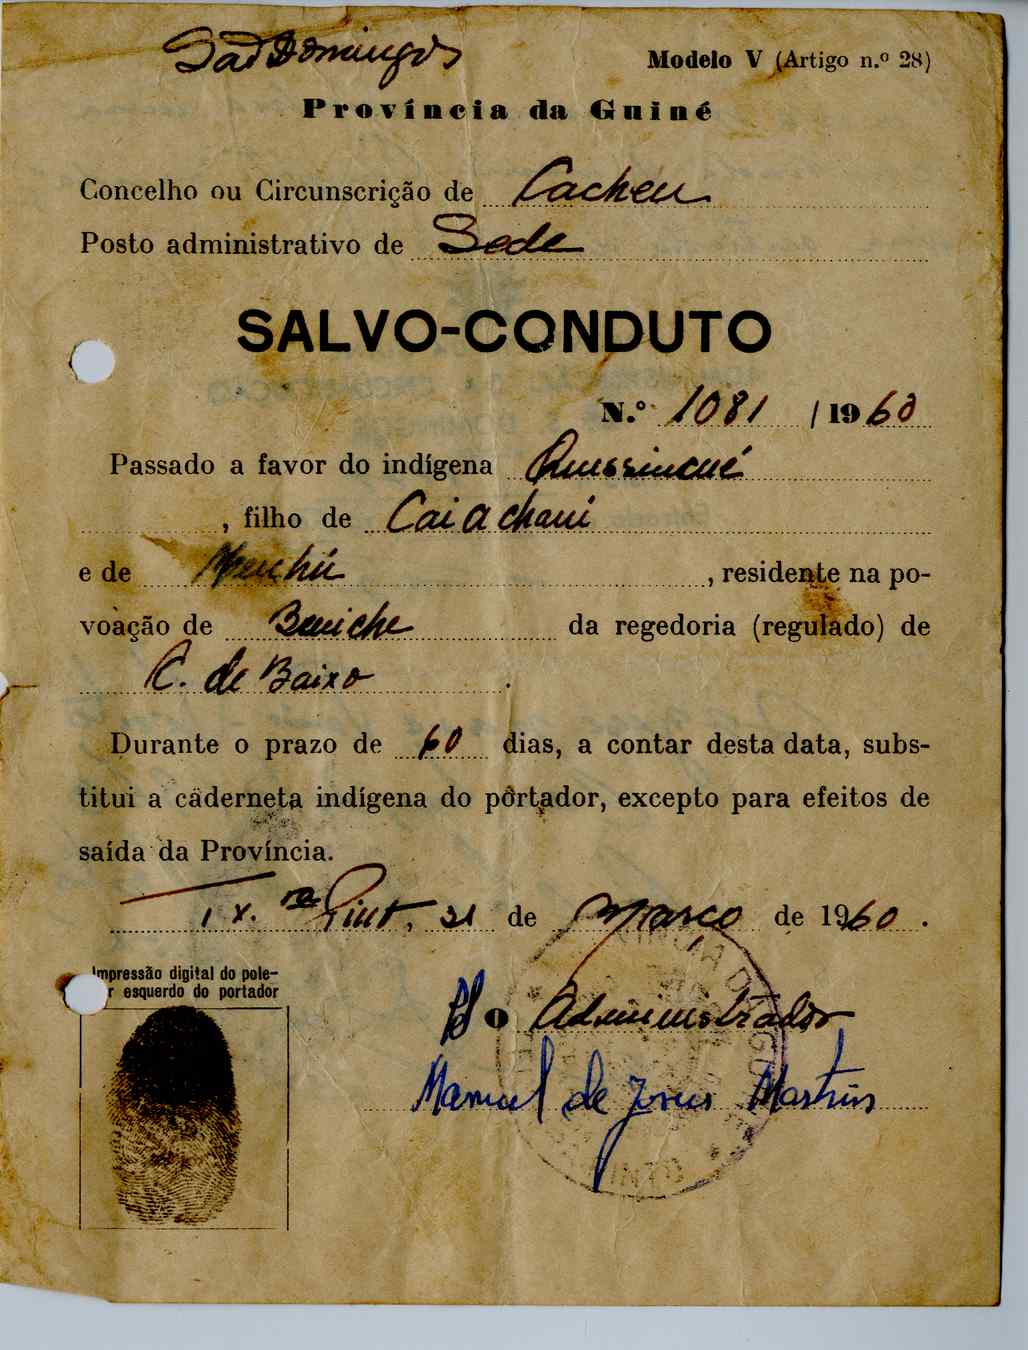 São Domingos
Modelo V (Artigo n.º 28)
Província da Guiné
Concelho ou Circunscrição de Cacheu
Posto administrativo de Sede
SALVO-CONDUTO
N.º 1081 / 1960
Passado a favor do indígena
, filho de
e de , residente na po-
voação de da regedoria (regulado) de
C. de Baixo .
Durante o prazo de 60 dias, a contar desta data, subs-
titui a caderneta indígena do portador, excepto para efeitos de
saída da Província.
31 de Março de 1960 .
Impressão digital do pole-
r esquerdo do portador
o Administrador
Manuel de Jesus Martins